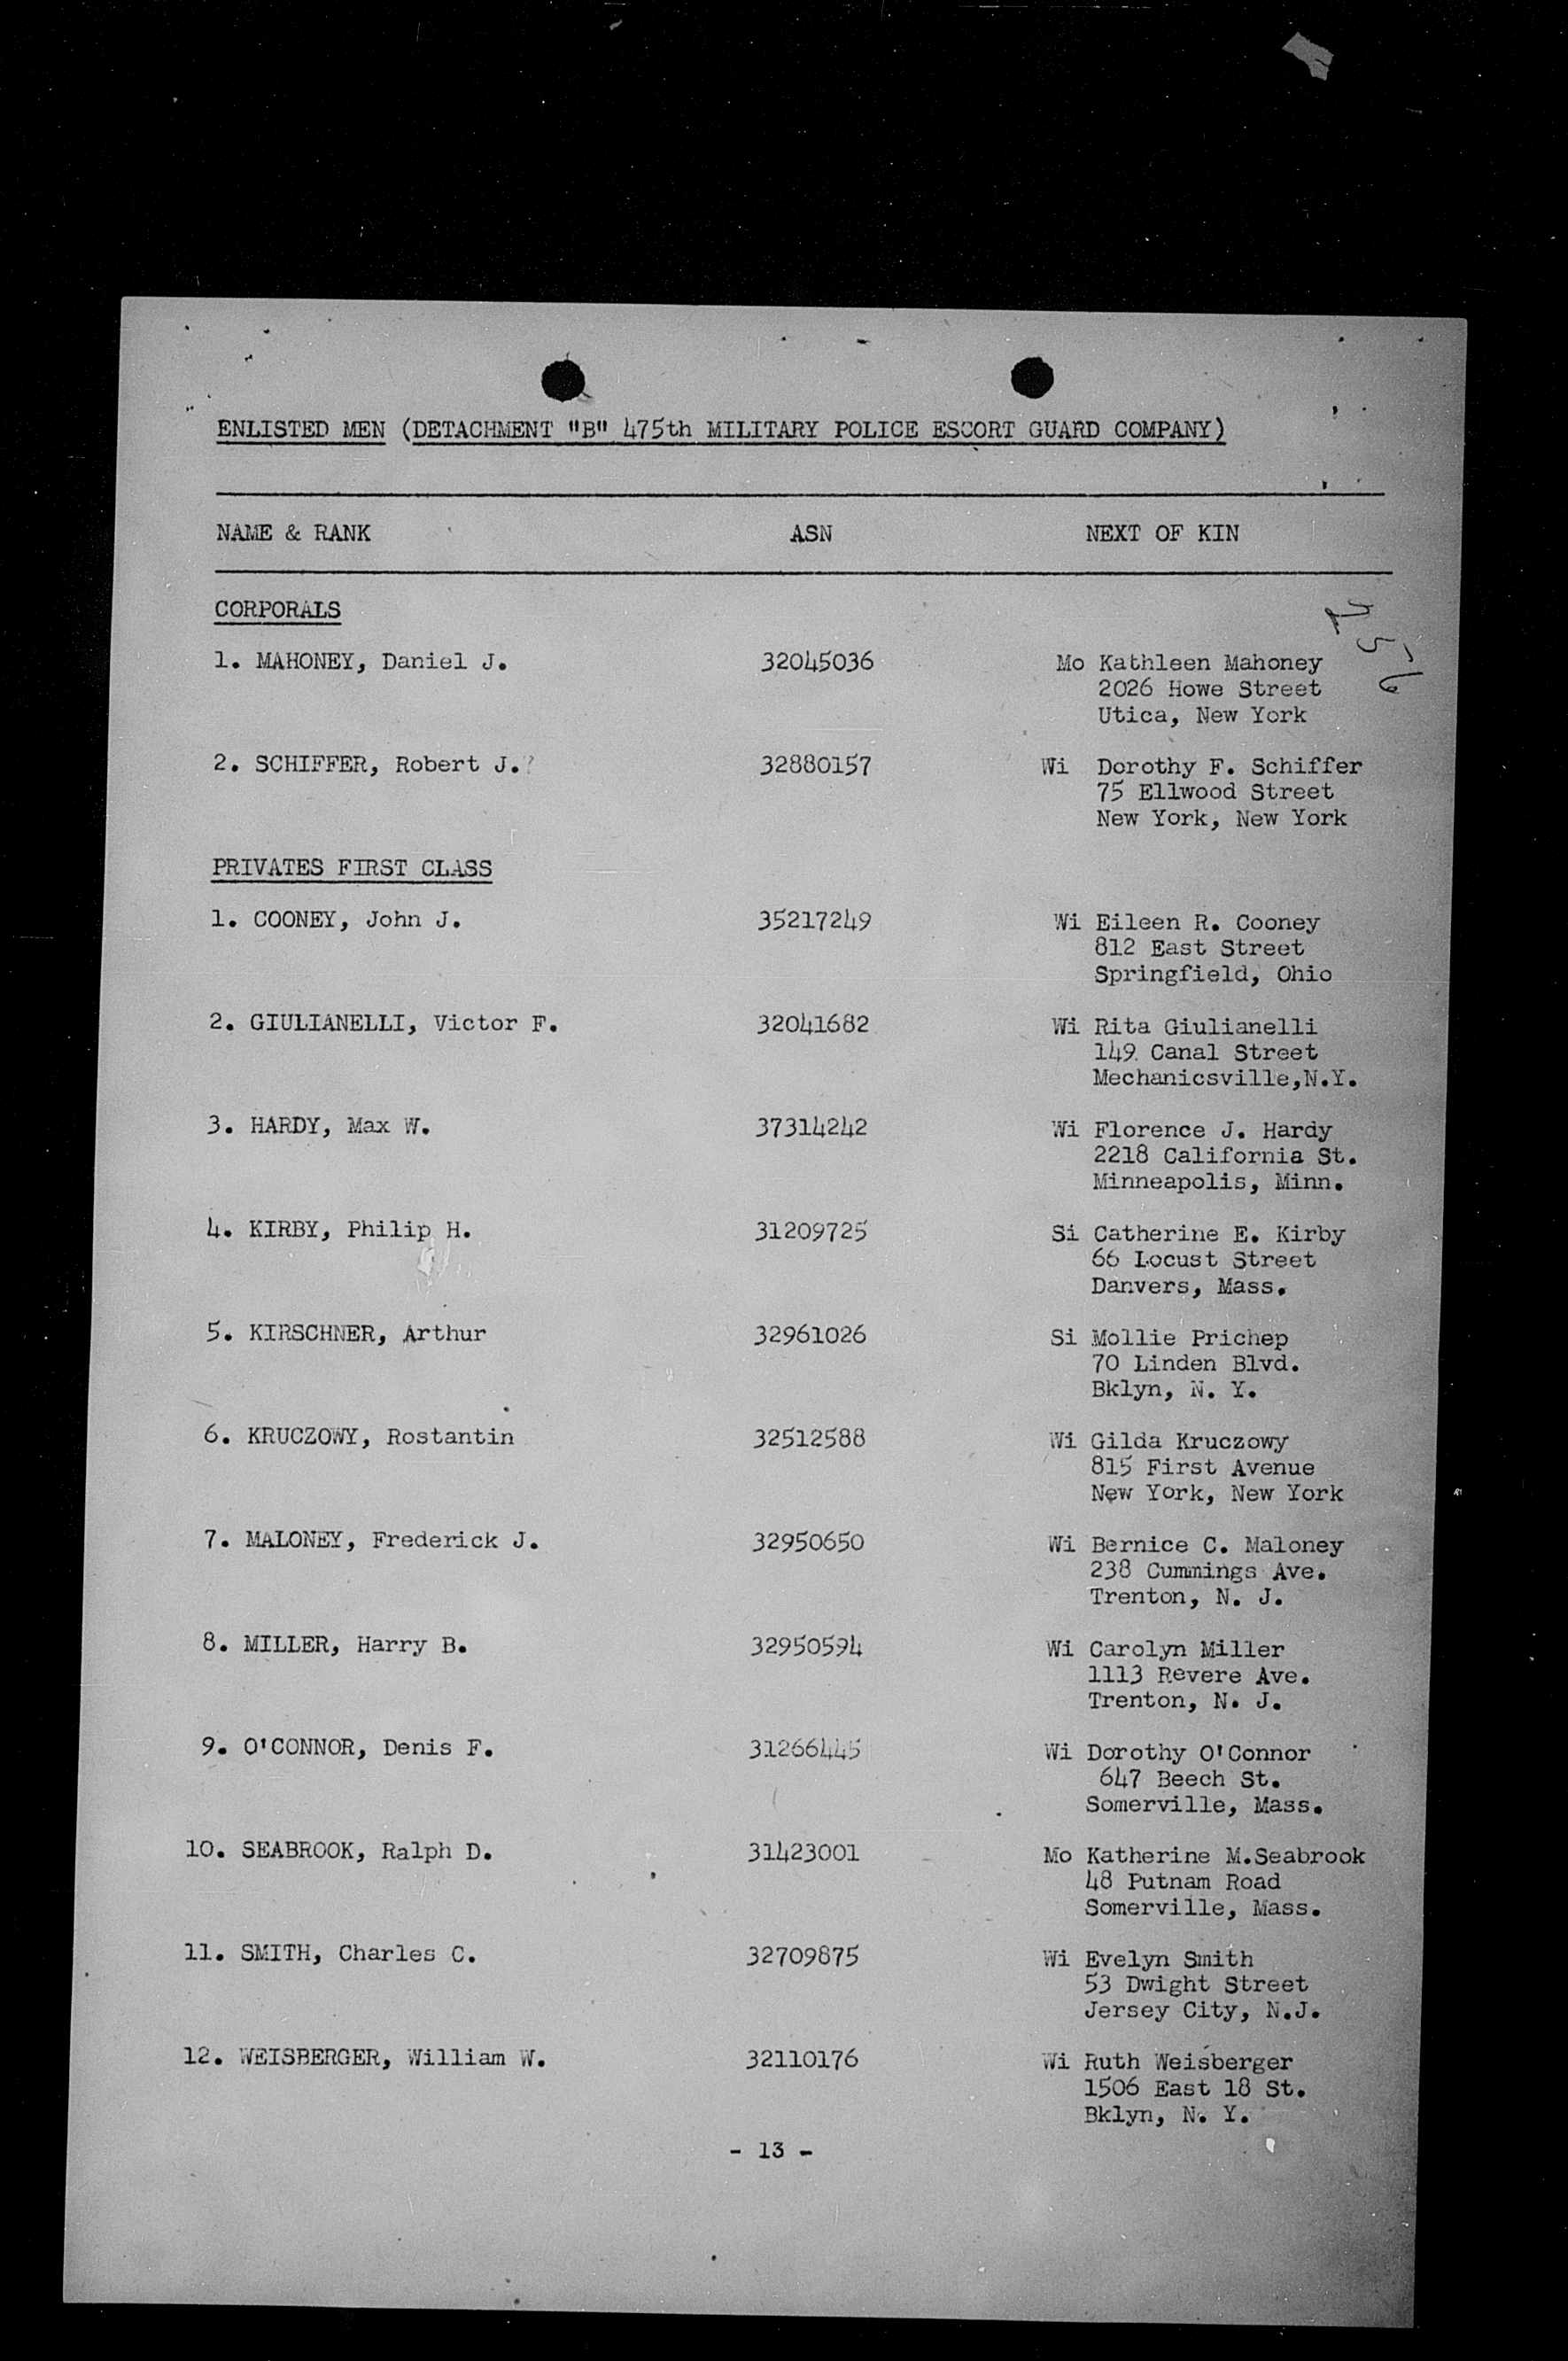 ENLISTED MEN (DETACHMENT "B" 475th MILITARY POLICE ESCORT GUARD COMPANY)
NAME & RANK ASN NEXT OF KIN
CORPORALS
256
1. MAHONEY, Daniel J. 32045036 Mo Kathleen Mahoney
2026 Howe Street
Utica, New York
2. SCHIFFER, Robert J. 32880157 Wi Dorothy F. Schiffer
75 Ellwood Street
New York, New York
PRIVATES FIRST CLASS
1. COONEY, John J. 35217249 Wi Eileen R. Cooney
812 East Street
Springfield, Ohio
2. GIULIANELLI, Victor F. 32041682 Wi Rita Giulianelli
149 Canal Street
Mechanicsville,N.Y.
3. HARDY, Max W. 37314242 Wi Florence J. Hardy
2218 California St.
Minneapolis, Minn.
4. KIRBY, Philip H. 31209725 Si Catherine E. Kirby
66 Locust Street
Danvers, Mass.
5. KIRSCHNER, Arthur 32961026 Si Mollie Prichep
70 Linden Blvd.
Bklyn, N. Y.
6. KRUCZOWY, Rostantin 32512588 Wi Gilda Kruczowy
815 First Avenue
New York, New York
7. MALONEY, Frederick J. 32950650 Wi Bernice C. Maloney
238 Cummings Ave.
Trenton, N. J.
8. MILLER, Harry B. 32950594 Wi Carolyn Miller
1113 Revere Ave.
Trenton, N. J.
9. O'CONNOR, Denis F. 31266445 Wi Dorothy O'Connor
647 Beech St.
Somerville, Mass.
10. SEABROOK, Ralph D. 31423001 Mo Katherine M.Seabrook
48 Putnam Road
Somerville, Mass.
11. SMITH, Charles C. 32709875 Wi Evelyn Smith
53 Dwight Street
Jersey City, N.J.
12. WEISBERGER, William W. 32110176 Wi Ruth Weisberger
1506 East 18 St.
Bklyn, N. Y.
- 13 -